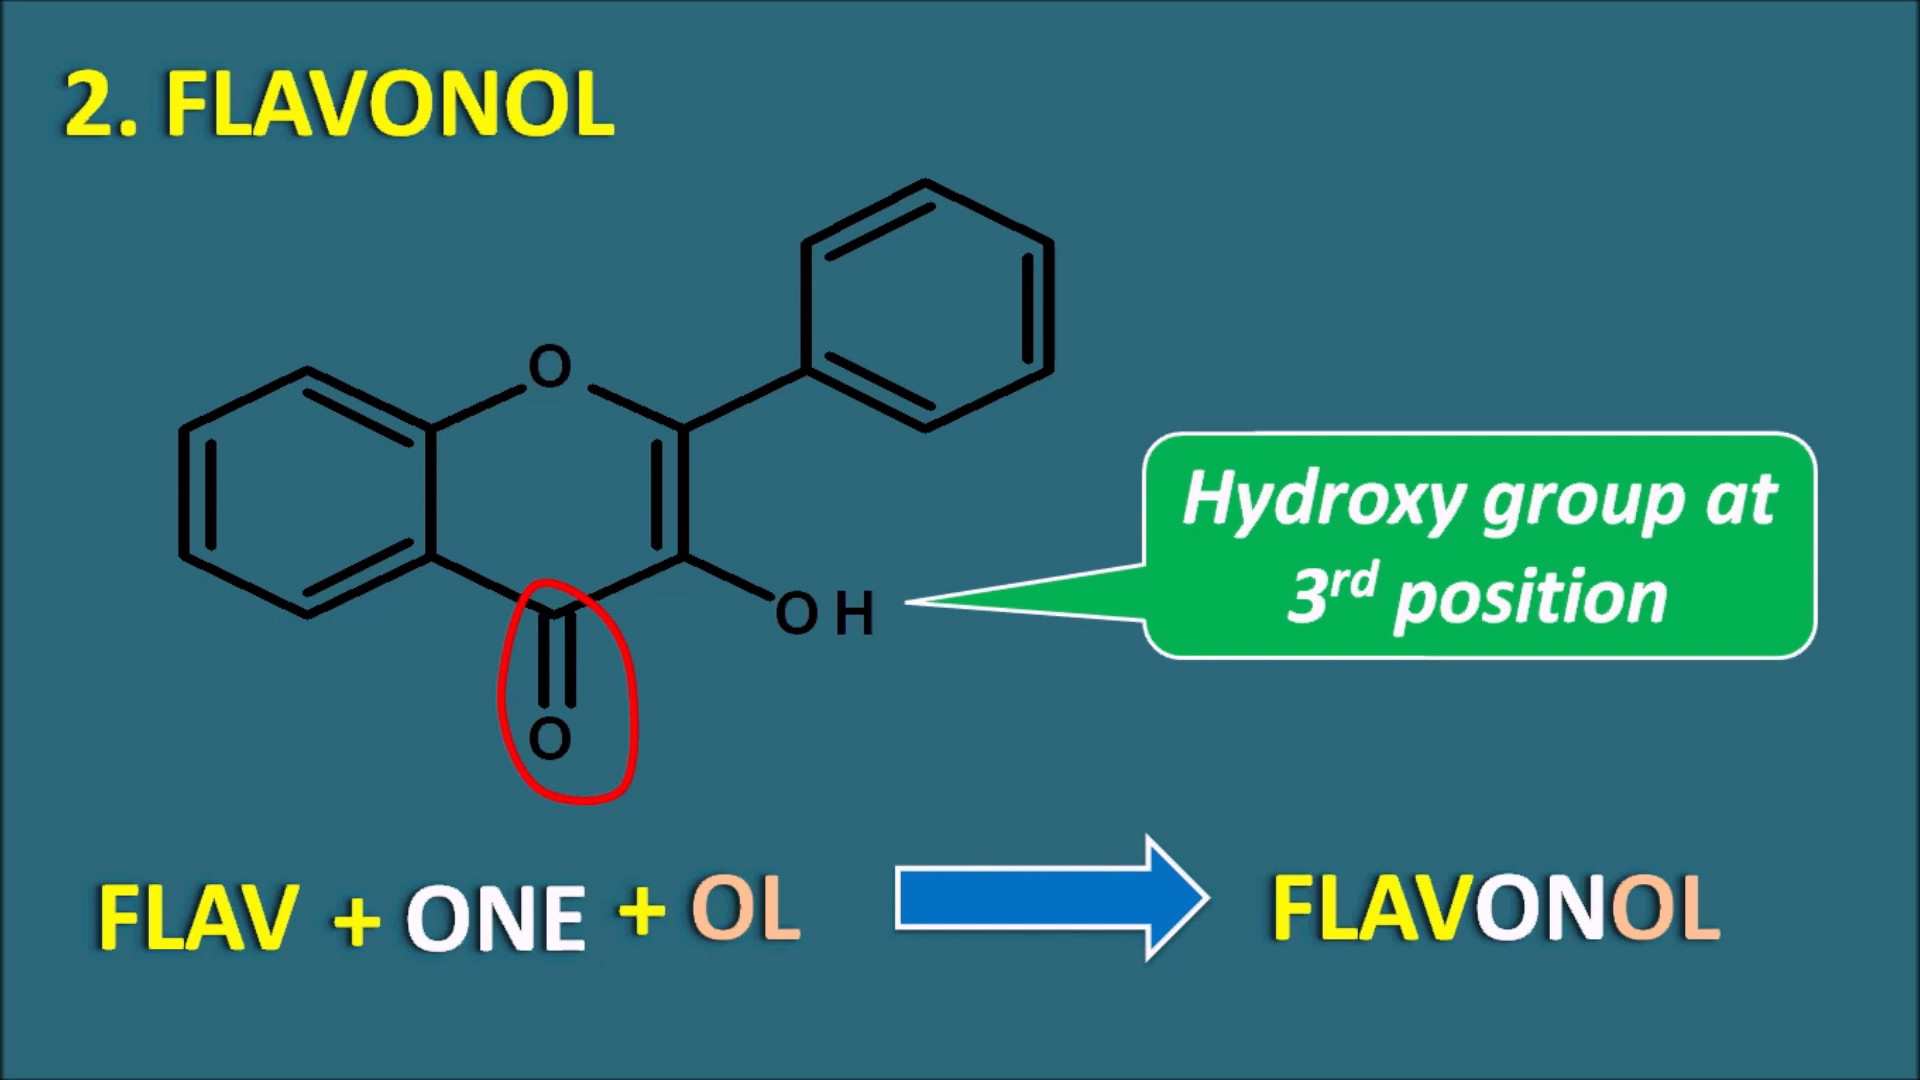 2. FLAVONOL
O
OH
O
Hydroxy group at
3rd position
FLAV + ONE + OL
FLAVONOL